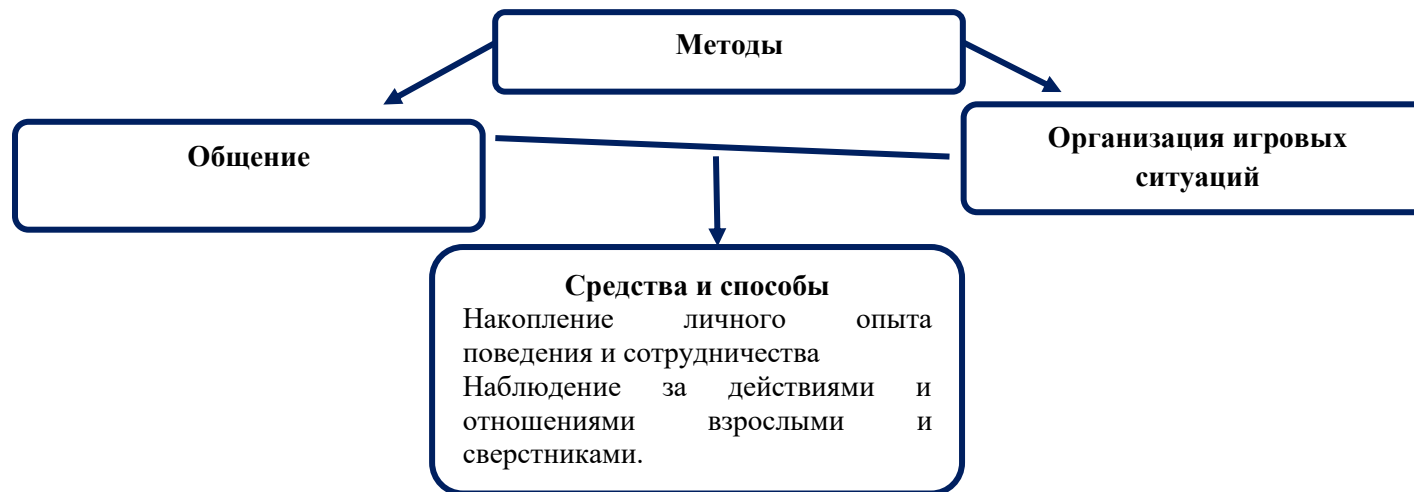 Методы
Общение
Организация игровых
ситуаций
Средства и способы
Накопление личного опыта
поведения и сотрудничества
Наблюдение за действиями и
отношениями взрослыми и
сверстниками.